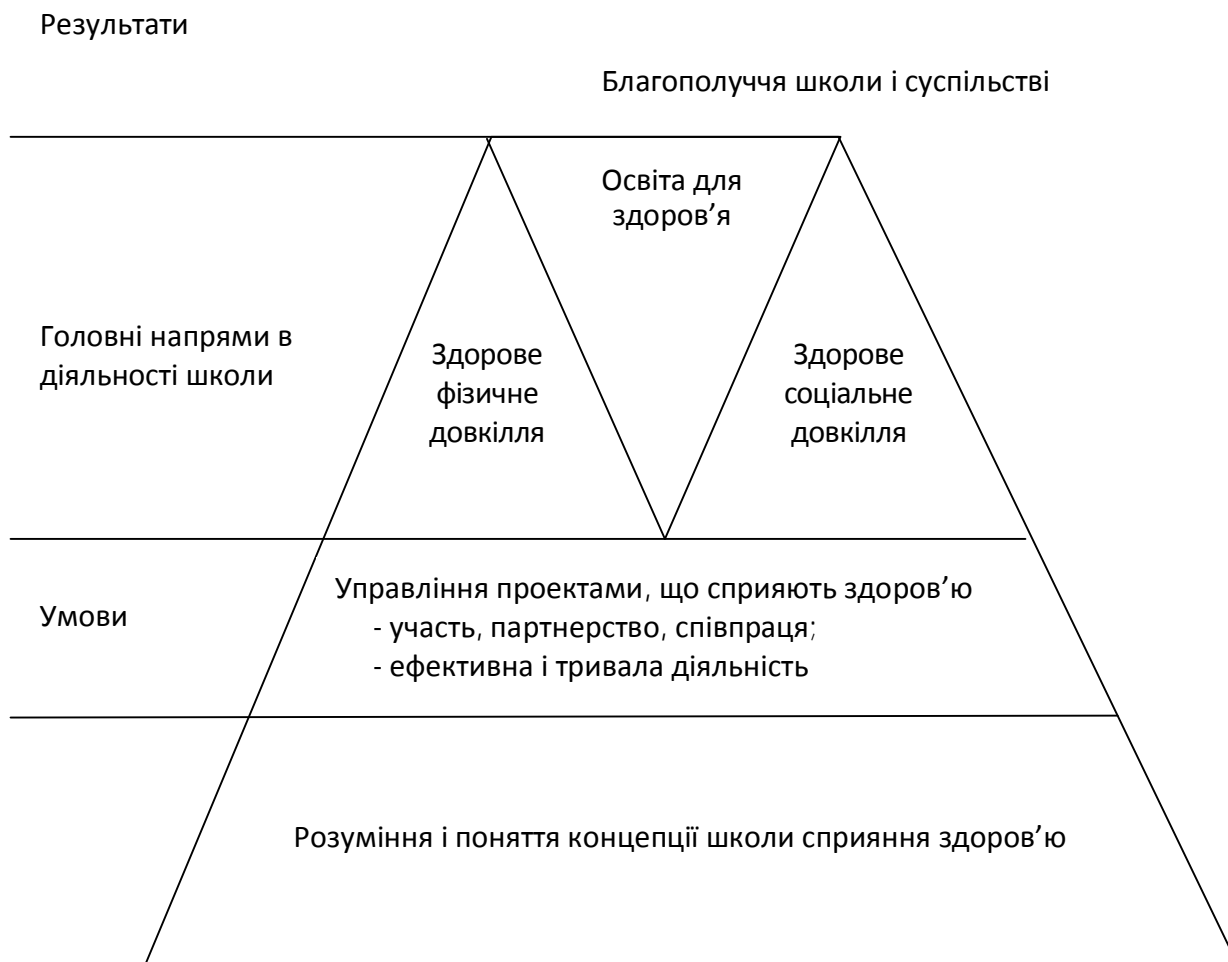 Результати
Благополуччя школи і суспільстві
Освіта для
здоров’я
Головні напрями в
діяльності школи
Здорове
фізичне
довкілля
Здорове
соціальне
довкілля
Умови
Управління проектами, що сприяють здоров’ю
- участь, партнерство, співпраця;
- ефективна і тривала діяльність
Розуміння і поняття концепції школи сприяння здоров’ю